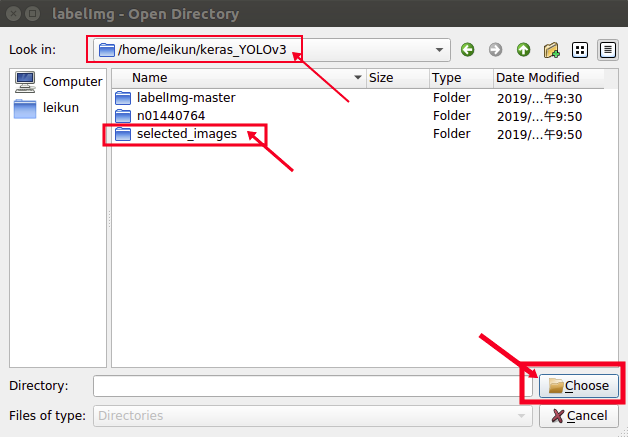 labelImg - Open Directory
Look in: /home/leikun/keras_YOLOv3
Computer
leikun
Name Size Type Date Modified
labelImg-master Folder 2019/...午9:30
n01440764 Folder 2019/...午9:50
selected_images Folder 2019/...午9:50
Directory: Choose
Files of type: Directories Cancel